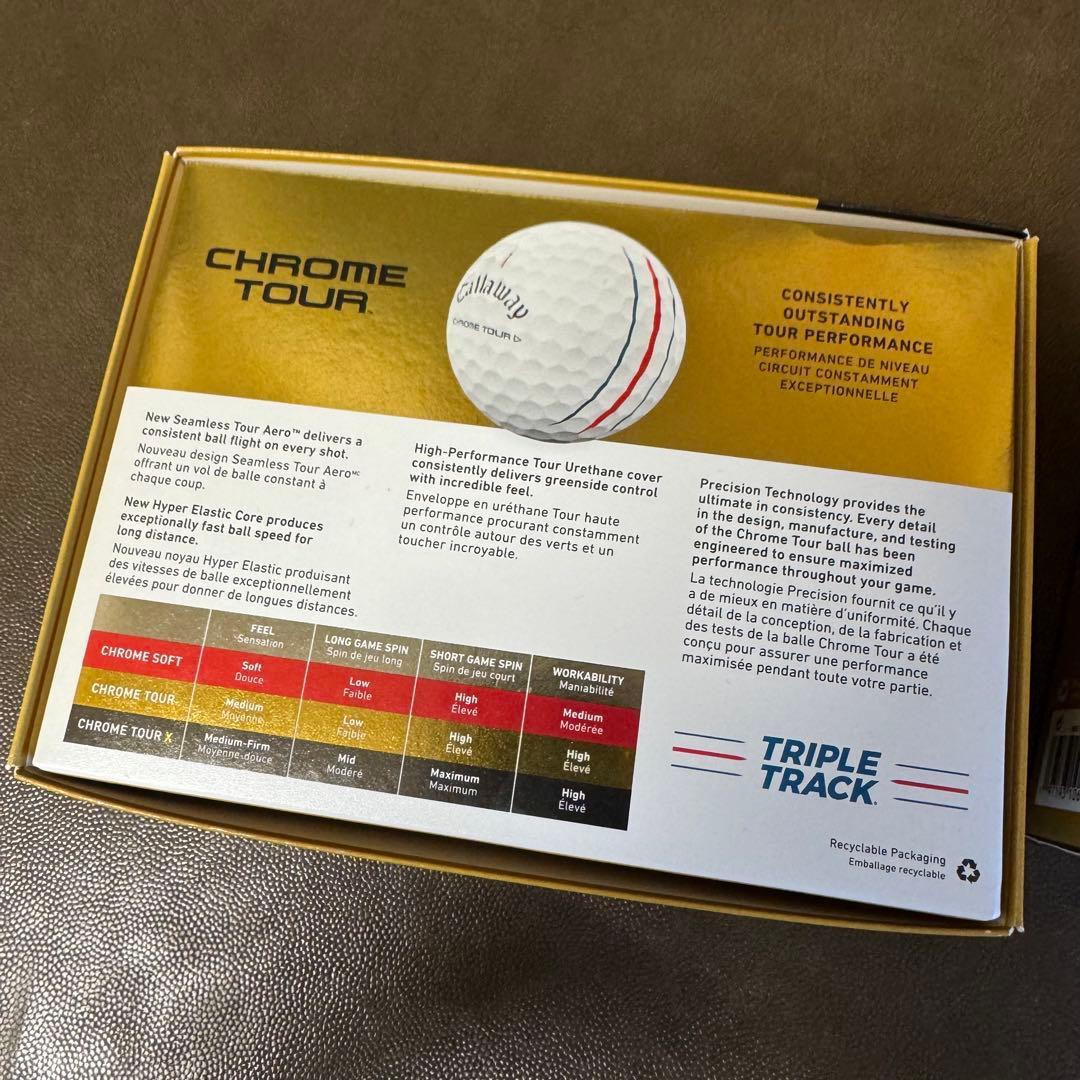 CHROME
TOUR™
Callaway
CHROME TOUR
CONSISTENTLY
OUTSTANDING
TOUR PERFORMANCE
PERFORMANCE DE NIVEAU
CIRCUIT CONSTAMMENT
EXCEPTIONNELLE
New Seamless Tour Aero™ delivers a
consistent ball flight on every shot.
Nouveau design Seamless Tour Aeroᴹᶜ
offrant un vol de balle constant à
chaque coup.
New Hyper Elastic Core produces
exceptionally fast ball speed for
long distance.
Nouveau noyau Hyper Elastic produisant
des vitesses de balle exceptionnellement
élevées pour donner de longues distances.
High-Performance Tour Urethane cover
consistently delivers greenside control
with incredible feel.
Enveloppe en uréthane Tour haute
performance procurant constamment
un contrôle autour des verts et un
toucher incroyable.
Precision Technology provides the
ultimate in consistency. Every detail
in the design, manufacture, and testing
of the Chrome Tour ball has been
engineered to ensure maximized
performance throughout your game.
La technologie Precision fournit ce qu'il y
a de mieux en matière d'uniformité. Chaque
détail de la conception, de la fabrication et
des tests de la balle Chrome Tour a été
conçu pour assurer une performance
maximisée pendant toute votre partie.
FEEL LONG GAME SPIN SHORT GAME SPIN WORKABILITY
Sensation Spin de jeu long Spin de jeu court Maniabilité
CHROME SOFT Soft Low High Medium
Douce Faible Élevé Modérée
CHROME TOUR Medium Low High High
Moyenne Faible Élevé Élevé
CHROME TOUR X Medium-Firm Mid Maximum High
Moyenne-douce Modéré Maximum Élevé
TRIPLE
TRACK®
Recyclable Packaging
Emballage recyclable